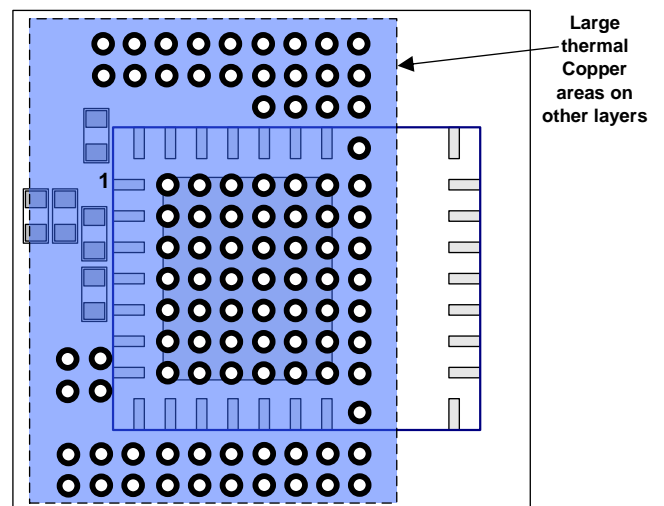 Large
thermal
Copper
areas on
other layers
1